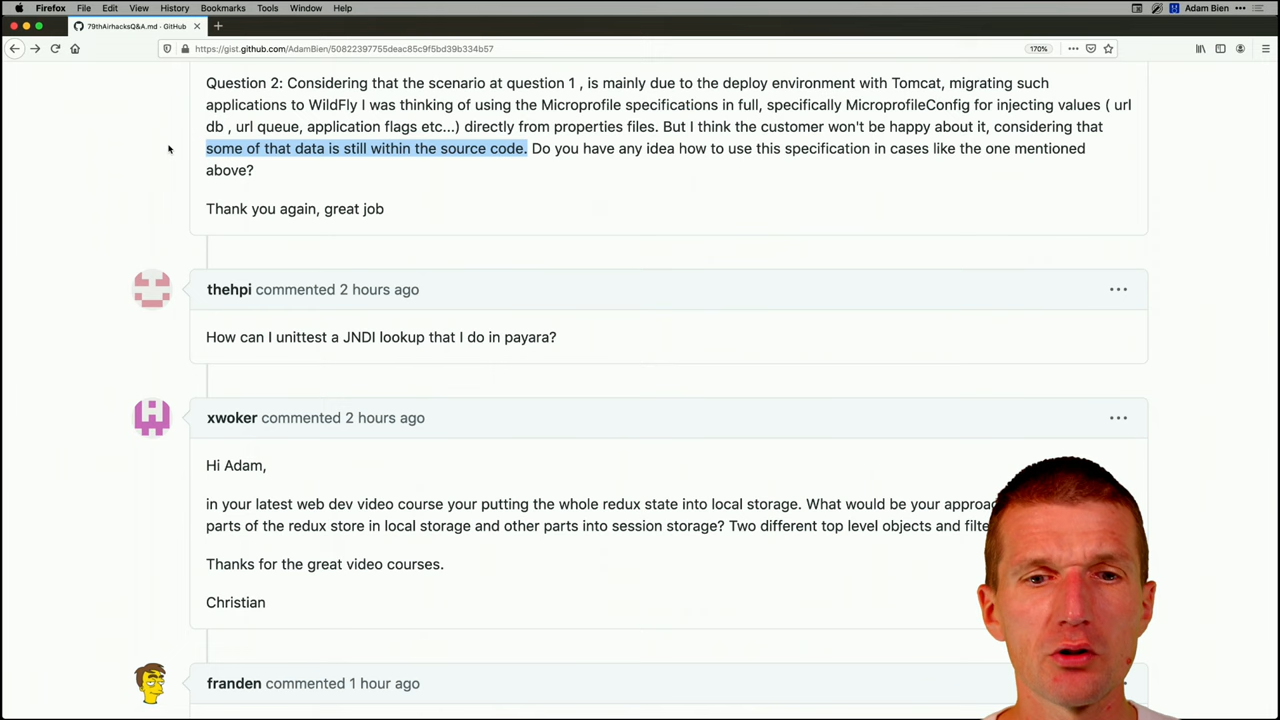 Firefox File Edit View History Bookmarks Tools Window Help Adam Bien
79thAirhacksQ&A.md · GitHub
https://gist.github.com/AdamBien/50822397755deac85c9f5bd39b334b57 170%
Question 2: Considering that the scenario at question 1 , is mainly due to the deploy environment with Tomcat, migrating such
applications to WildFly I was thinking of using the Microprofile specifications in full, specifically MicroprofileConfig for injecting values ( url
db , url queue, application flags etc...) directly from properties files. But I think the customer won't be happy about it, considering that
some of that data is still within the source code. Do you have any idea how to use this specification in cases like the one mentioned
above?
Thank you again, great job
thehpi commented 2 hours ago
How can I unittest a JNDI lookup that I do in payara?
xwoker commented 2 hours ago
Hi Adam,
in your latest web dev video course your putting the whole redux state into local storage. What would be your
parts of the redux store in local storage and other parts into session storage? Two different top level objects and
Thanks for the great video courses.
Christian
franden commented 1 hour ago